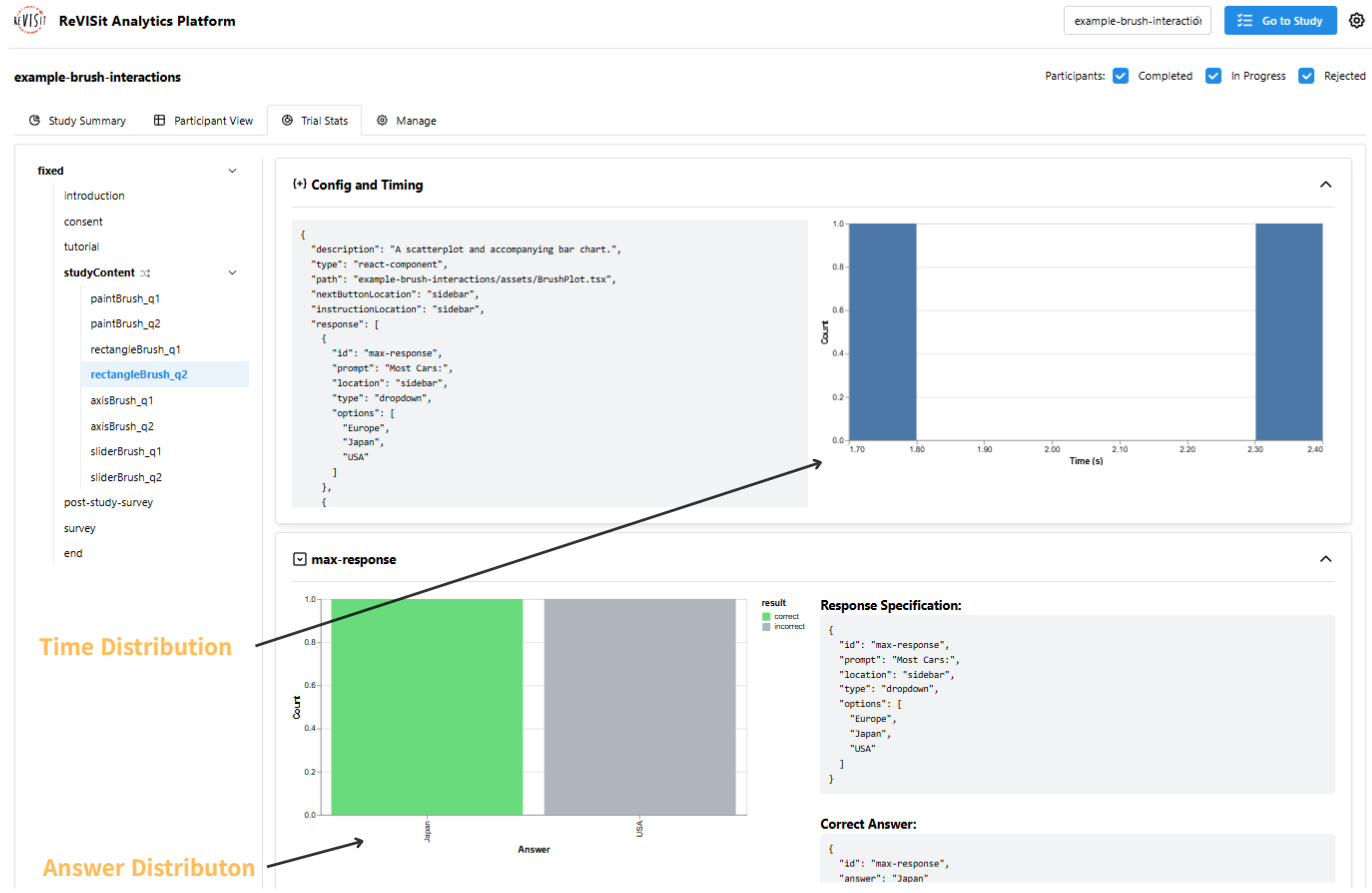 reVISit
ReVISit Analytics Platform
example-brush-interaction
Go to Study
example-brush-interactions
Participants:
Completed
In Progress
Rejected
Study Summary
Participant View
Trial Stats
Manage
fixed
introduction
consent
tutorial
studyContent
paintBrush_q1
paintBrush_q2
rectangleBrush_q1
rectangleBrush_q2
axisBrush_q1
axisBrush_q2
sliderBrush_q1
sliderBrush_q2
post-study-survey
survey
end
Config and Timing
{
"description": "A scatterplot and accompanying bar chart.",
"type": "react-component",
"path": "example-brush-interactions/assets/BrushPlot.tsx",
"nextButtonLocation": "sidebar",
"instructionLocation": "sidebar",
"response": [
{
"id": "max-response",
"prompt": "Most Cars:",
"location": "sidebar",
"type": "dropdown",
"options": [
"Europe",
"Japan",
"USA"
]
},
{
1.0
0.8
0.6
0.4
0.2
0.0
Count
1.70
1.80
1.90
2.00
2.10
2.20
2.30
2.40
Time (s)
max-response
1.0
0.8
0.6
0.4
0.2
0.0
Count
Japan
USA
Answer
result
correct
incorrect
Response Specification:
{
"id": "max-response",
"prompt": "Most Cars:",
"location": "sidebar",
"type": "dropdown",
"options": [
"Europe",
"Japan",
"USA"
]
}
Correct Answer:
{
"id": "max-response",
"answer": "Japan"
Time Distribution
Answer Distributon